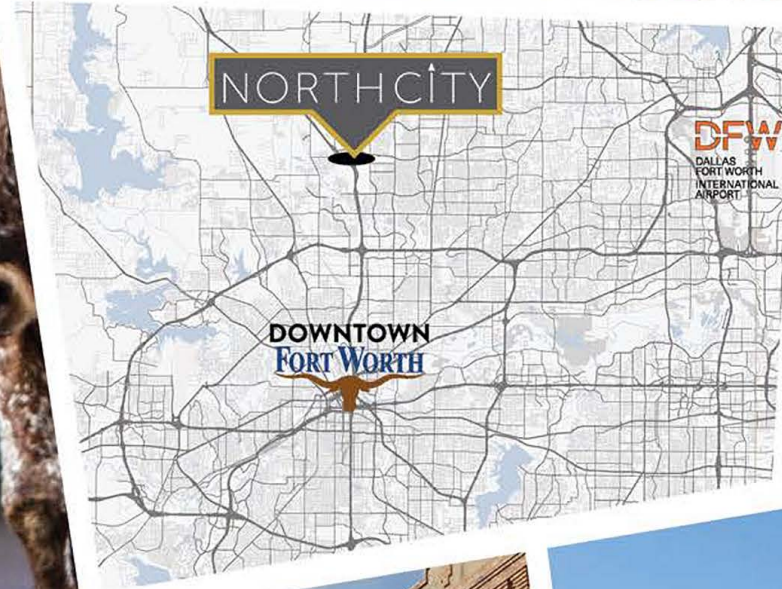 NORTHCITY
DFW
DALLAS
FORT WORTH
INTERNATIONAL
AIRPORT
DOWNTOWN
FORT WORTH